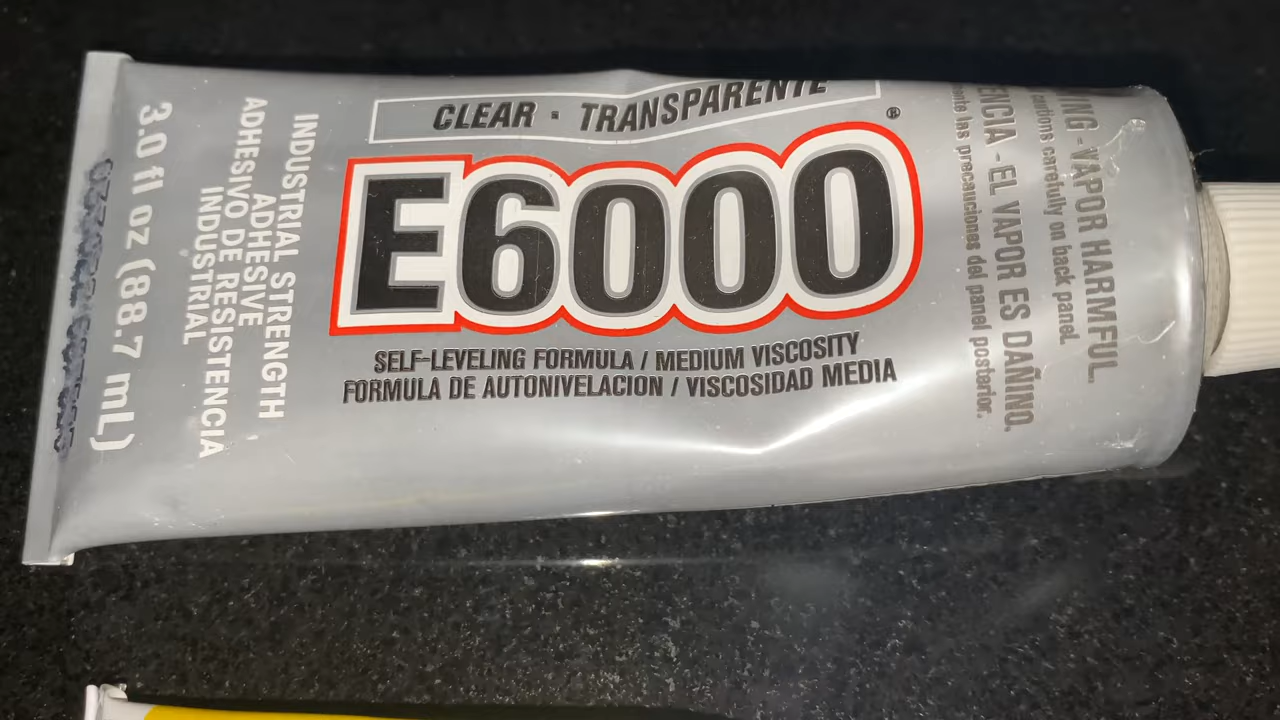 CLEAR · TRANSPARENTE
E6000®
SELF-LEVELING FORMULA / MEDIUM VISCOSITY
FORMULA DE AUTONIVELACION / VISCOSIDAD MEDIA
INDUSTRIAL STRENGTH
ADHESIVE
ADHESIVO DE RESISTENCIA
INDUSTRIAL
3.0 fl oz (88.7 mL)
-VAPOR HARMFUL.
carefully on back panel.
-EL VAPOR ES DAÑINO.
las precauciones del panel posterior.